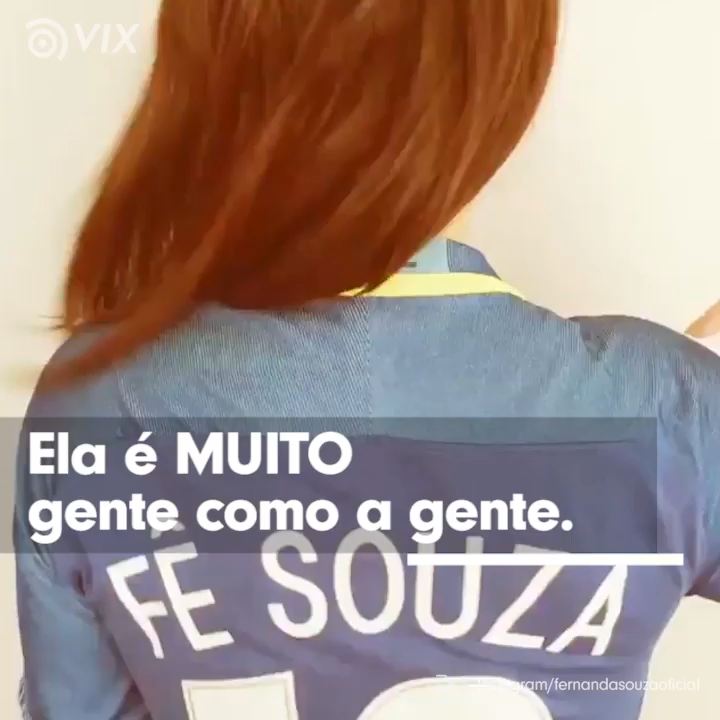 VIX
Ela é MUITO
gente como a gente.
FÊ SOUZA
ram/fernandasouzaoficial